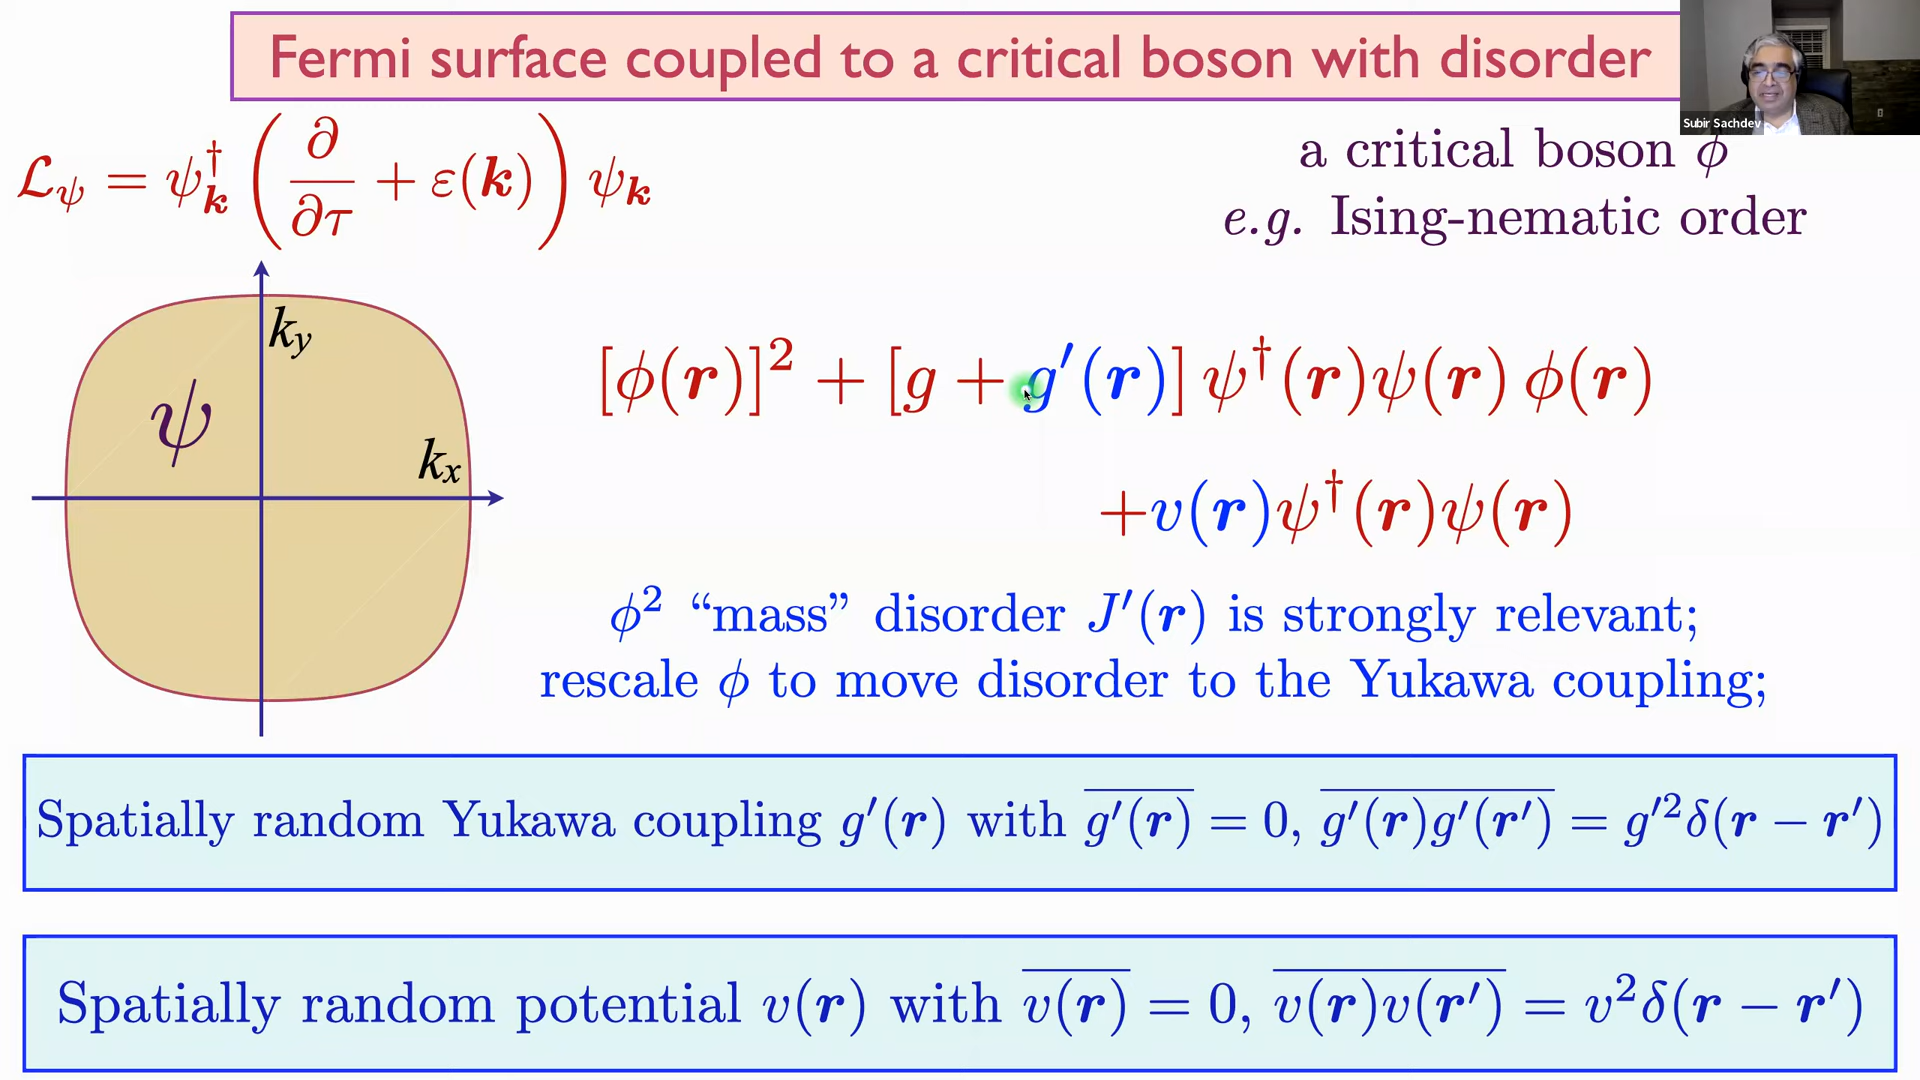 Fermi surface coupled to a critical boson with disorder
Subir Sachdev
ℒ_ψ = ψ_𝒌^† ( ∂/∂τ + ε(𝒌) ) ψ_𝒌
a critical boson ϕ
e.g. Ising-nematic order
k_y
ψ
k_x
[ϕ(𝒓)]² + [g + g′(𝒓)] ψ†(𝒓)ψ(𝒓) ϕ(𝒓)
+v(𝒓)ψ†(𝒓)ψ(𝒓)
ϕ² “mass” disorder J′(𝒓) is strongly relevant;
rescale ϕ to move disorder to the Yukawa coupling;
Spatially random Yukawa coupling g′(𝒓) with \overline{g′(𝒓)} = 0, \overline{g′(𝒓)g′(𝒓′)} = g′²δ(𝒓 − 𝒓′)
Spatially random potential v(𝒓) with \overline{v(𝒓)} = 0, \overline{v(𝒓)v(𝒓′)} = v²δ(𝒓 − 𝒓′)